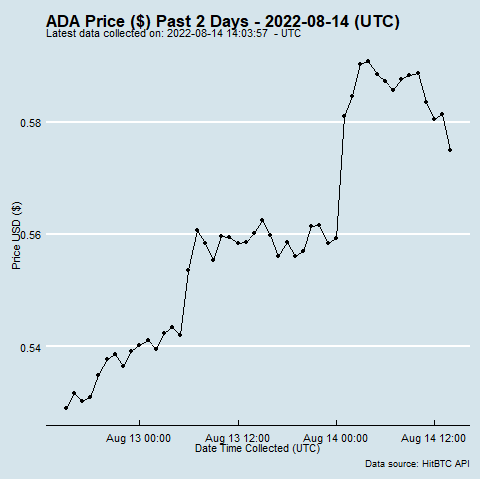 ADA Price ($) Past 2 Days - 2022-08-14 (UTC)
Latest data collected on: 2022-08-14 14:03:57  - UTC
0.58
0.56
0.54
Price USD ($)
Aug 13 00:00 Aug 13 12:00 Aug 14 00:00 Aug 14 12:00
Date Time Collected (UTC)
Data source: HitBTC API